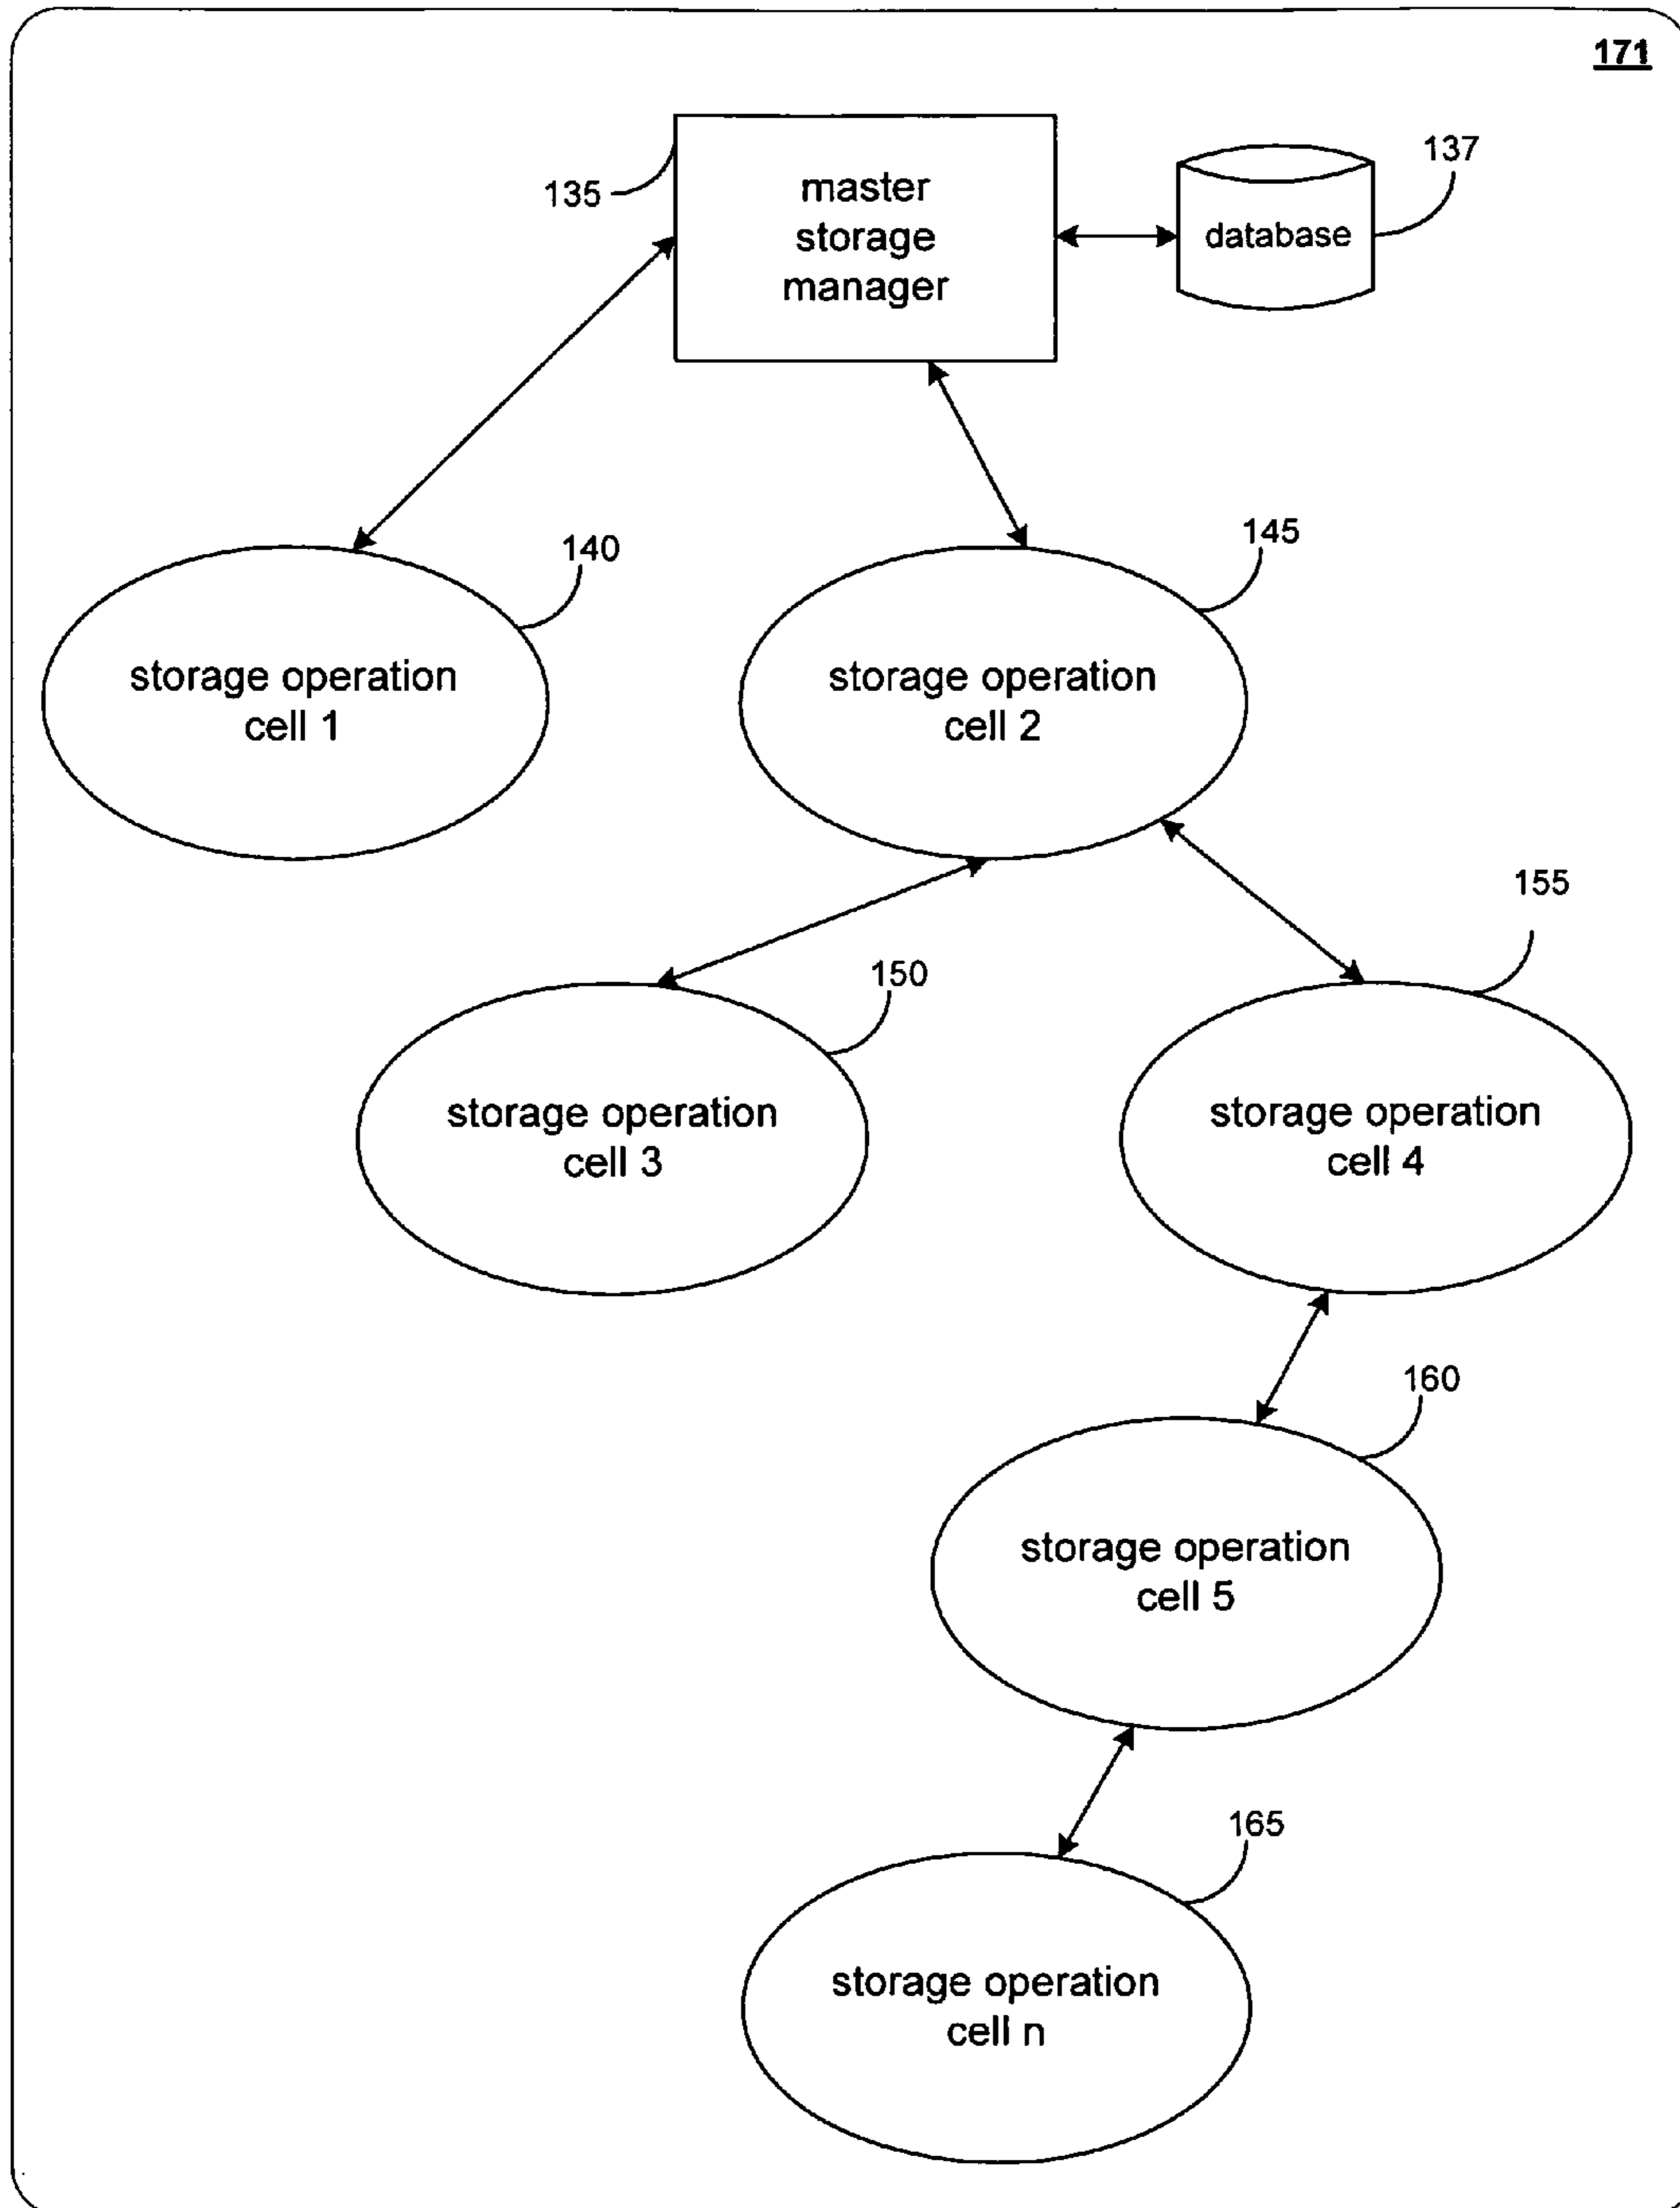 171
master
storage
manager
135
database
137
storage operation
cell 1
140
storage operation
cell 2
145
storage operation
cell 3
150
storage operation
cell 4
155
storage operation
cell 5
160
storage operation
cell n
165